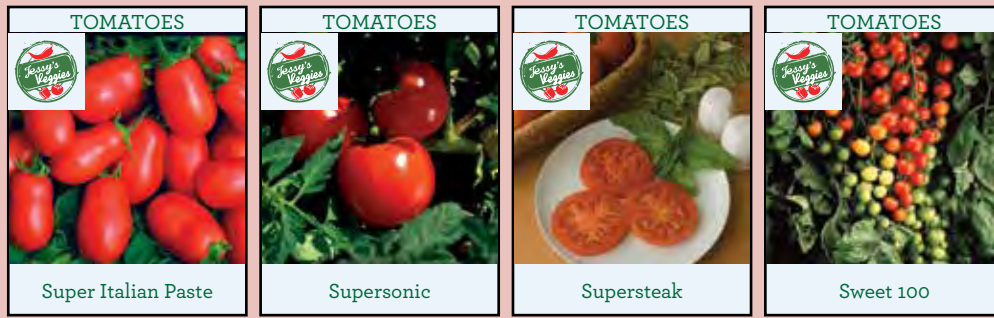 TOMATOES
Jessy's
Veggies
Super Italian Paste
TOMATOES
Jessy's
Veggies
Supersonic
TOMATOES
Jessy's
Veggies
Supersteak
TOMATOES
Jessy's
Veggies
Sweet 100